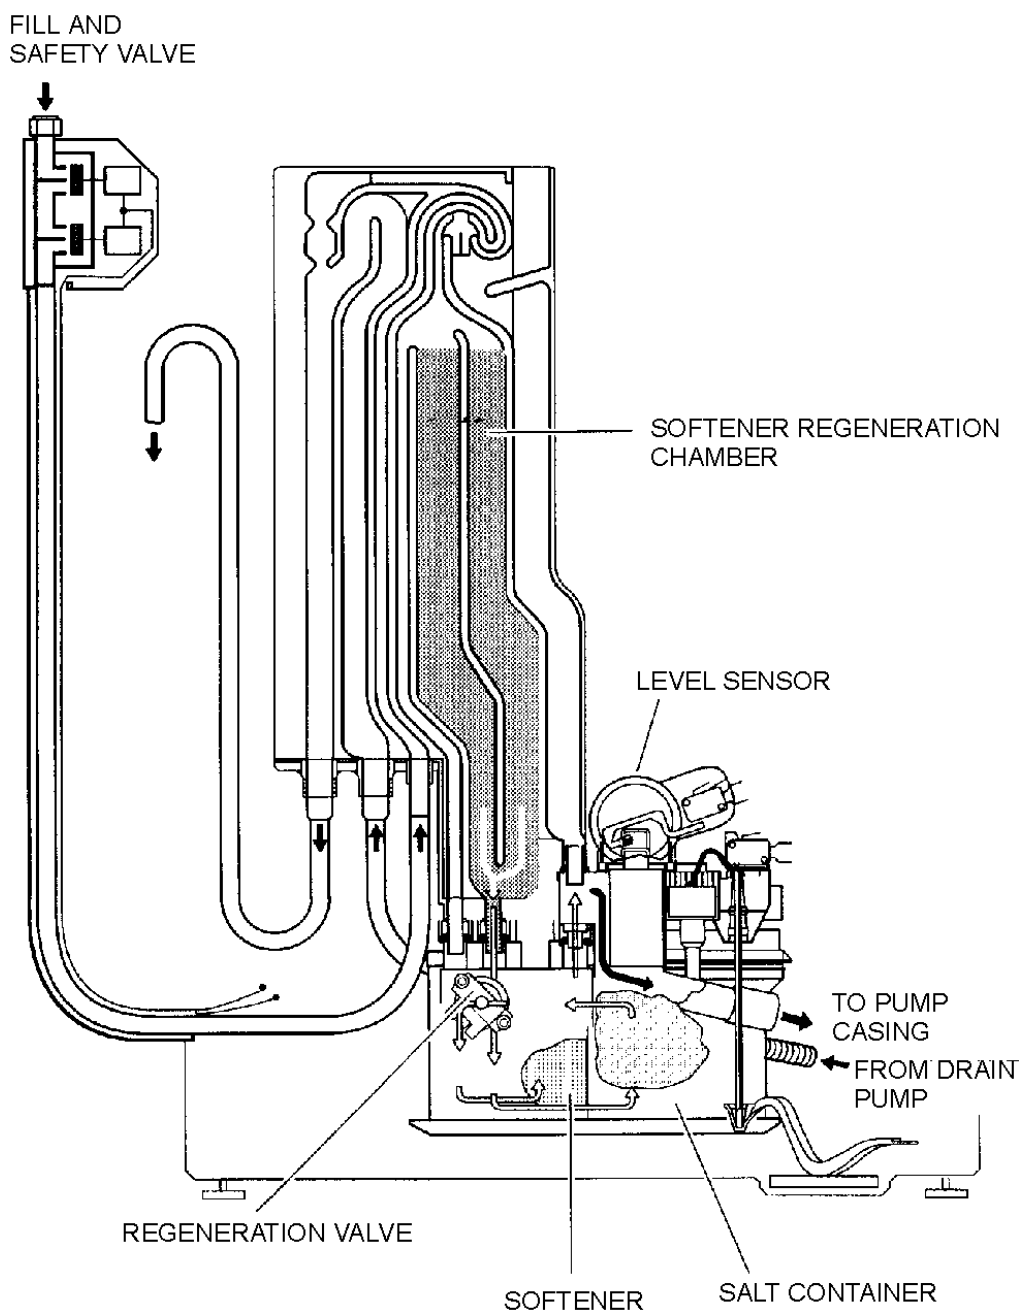 FILL AND
SAFETY VALVE
SOFTENER REGENERATION
CHAMBER
LEVEL SENSOR
TO PUMP
CASING
FROM DRAIN
PUMP
REGENERATION VALVE
SOFTENER
SALT CONTAINER